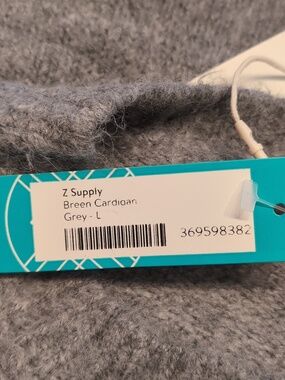 Z Supply
Breen Cardigan
Grey - L
369598382